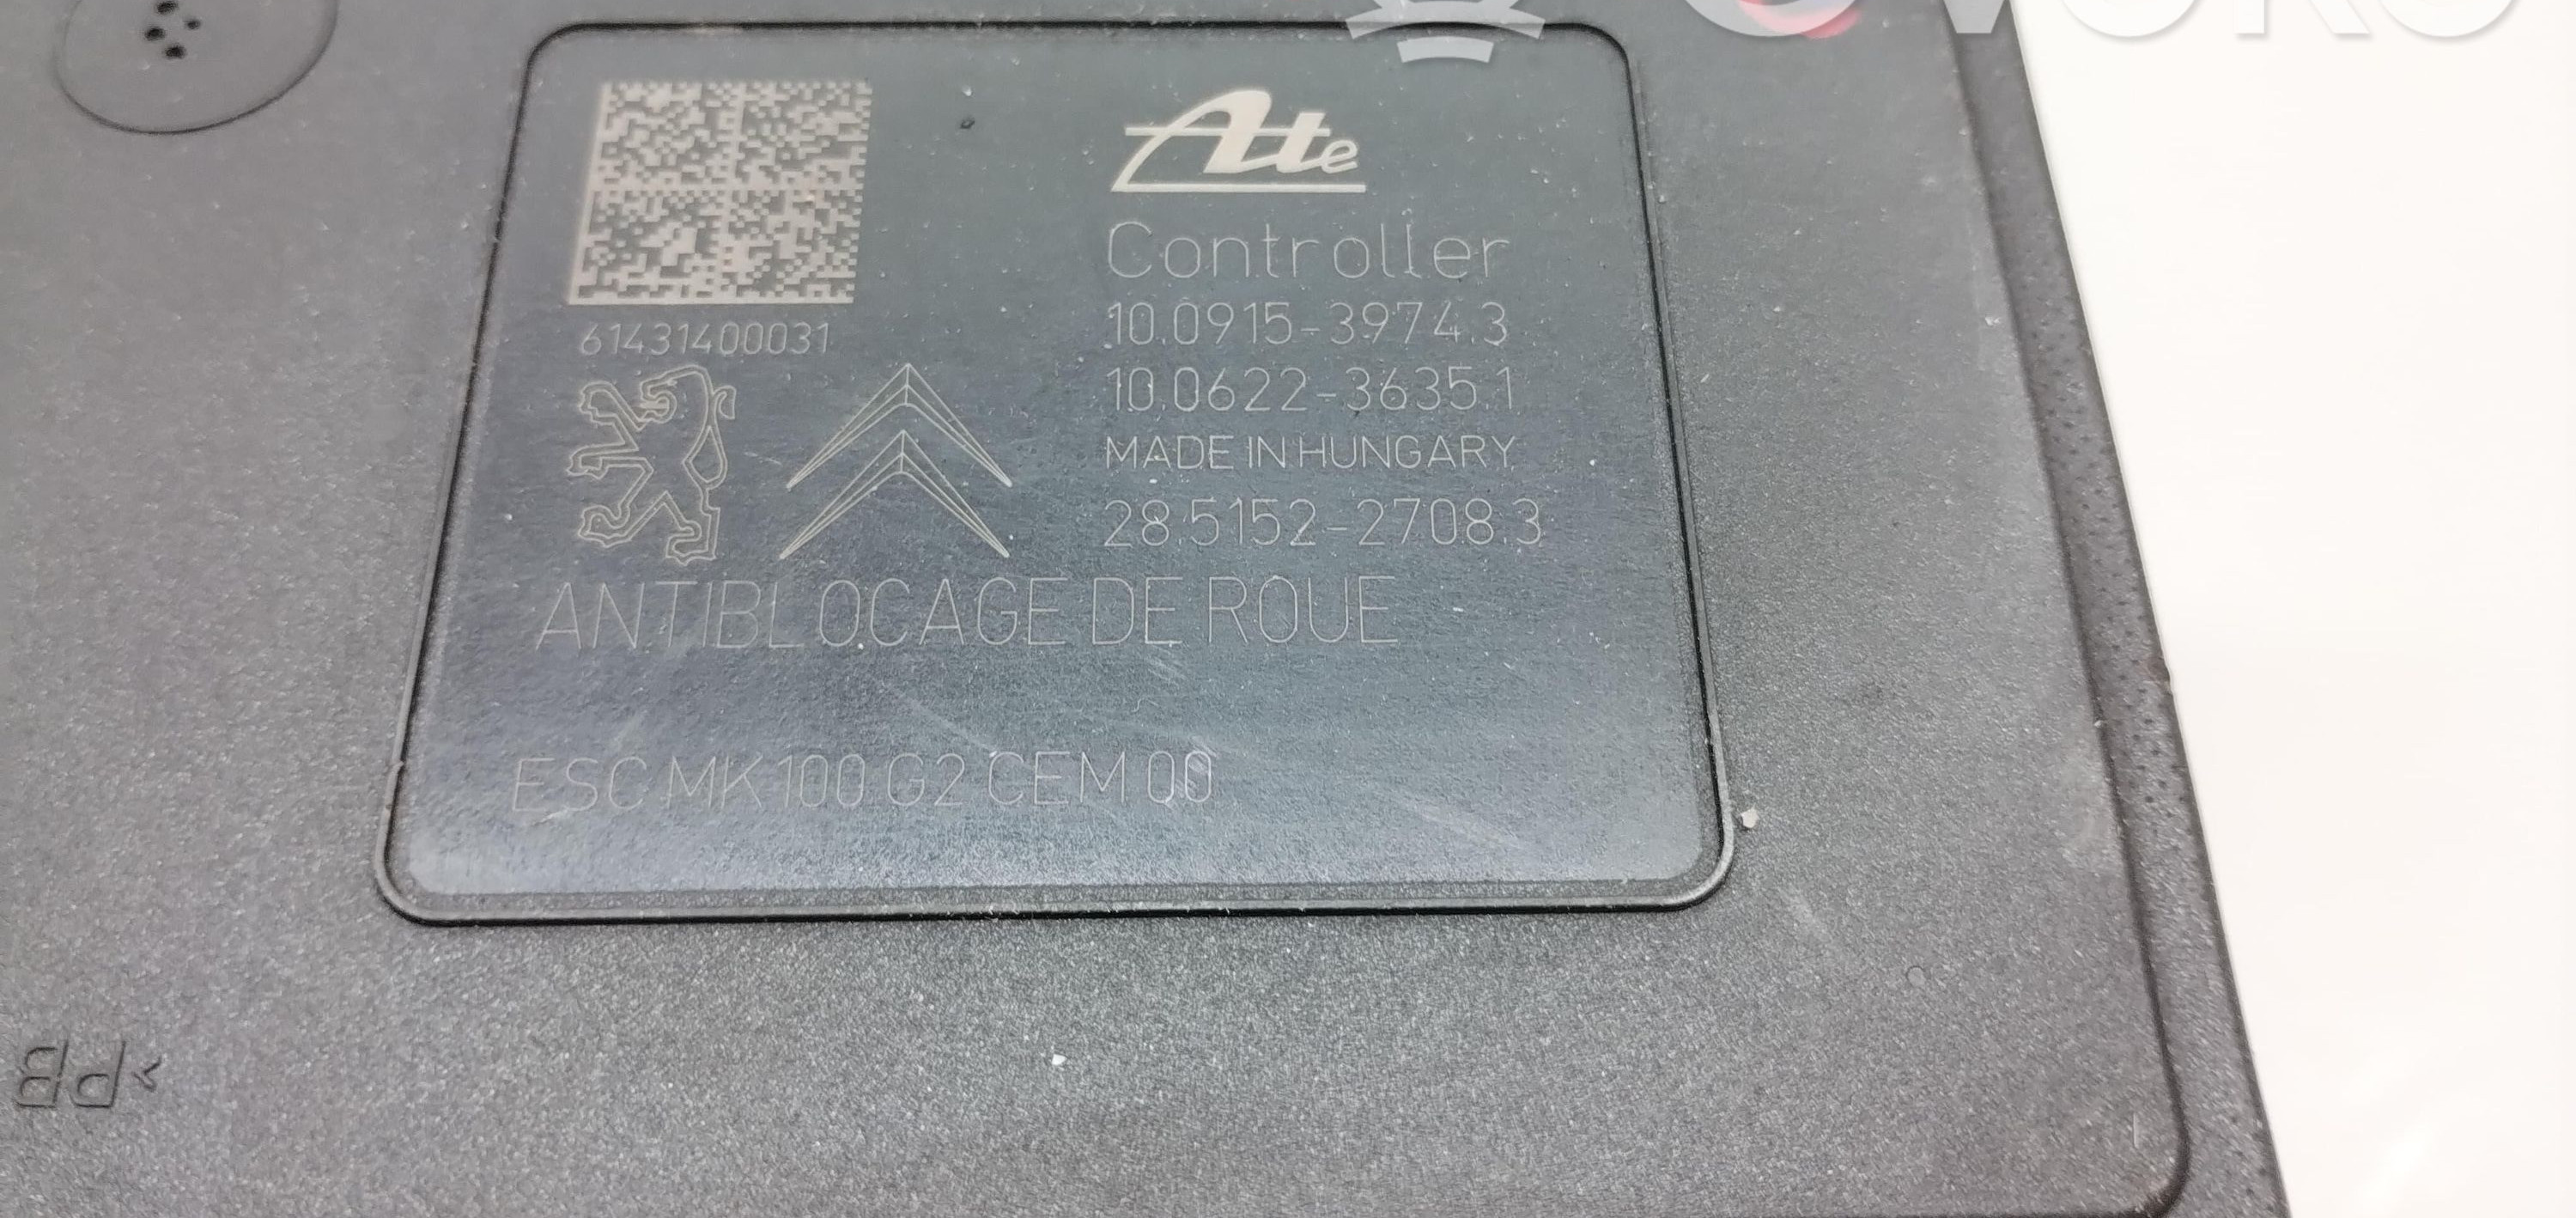 Ate
Controller
10.0915-3974.3
10.0622-3635.1
MADE IN HUNGARY
28.5152-2708.3
61431400031
ANTIBLOCAGE DE ROUE
ESC MK100 G2 CEM 00
>PB